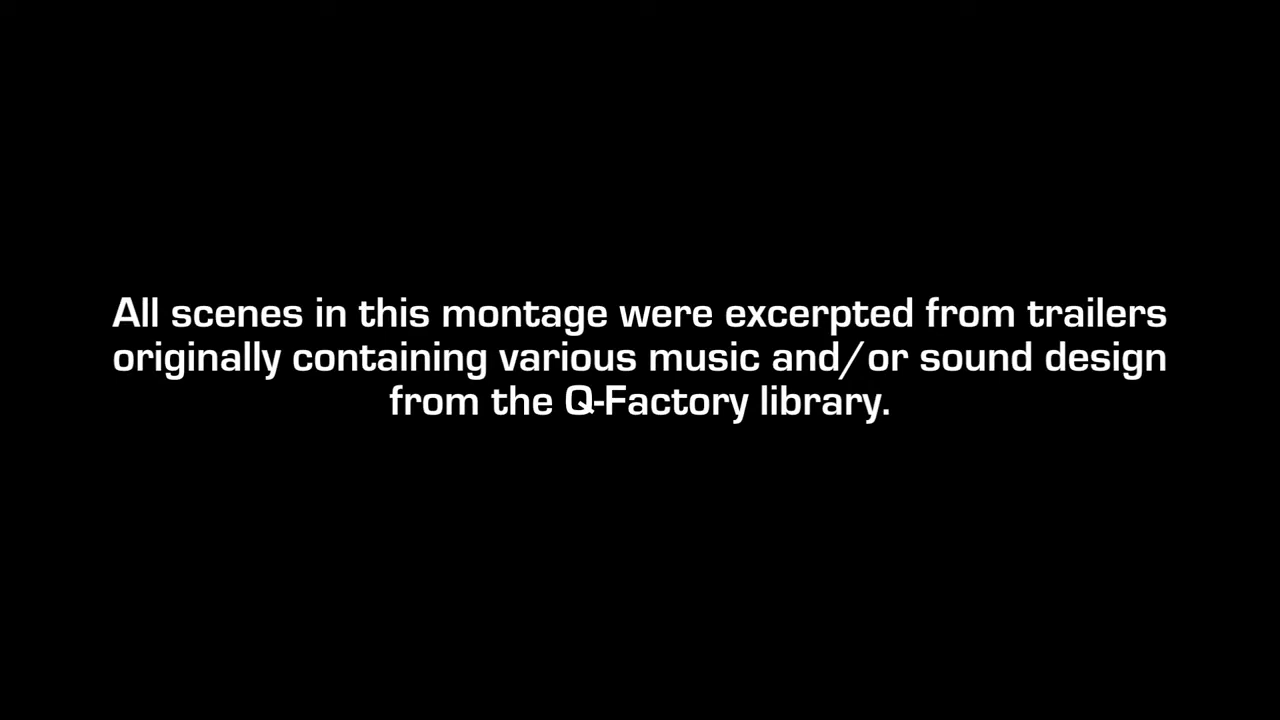 All scenes in this montage were excerpted from trailers
originally containing various music and/or sound design
from the Q-Factory library.